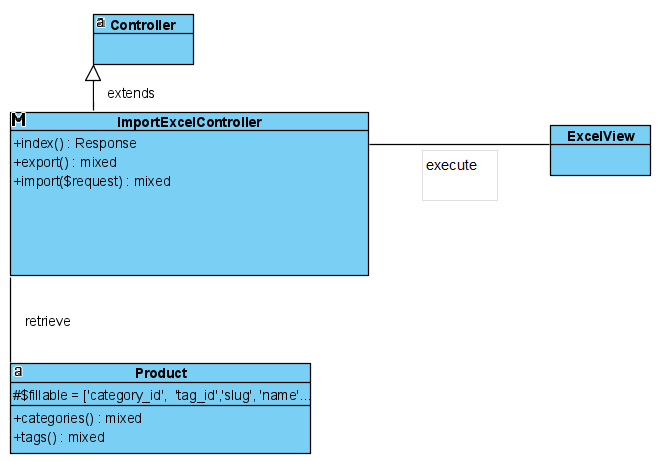 a Controller
extends
M ImportExcelController
+index() : Response
+export() : mixed
+import($request) : mixed
ExcelView
execute
retrieve
a Product
#$fillable = ['category_id', 'tag_id','slug', 'name'...
+categories() : mixed
+tags() : mixed